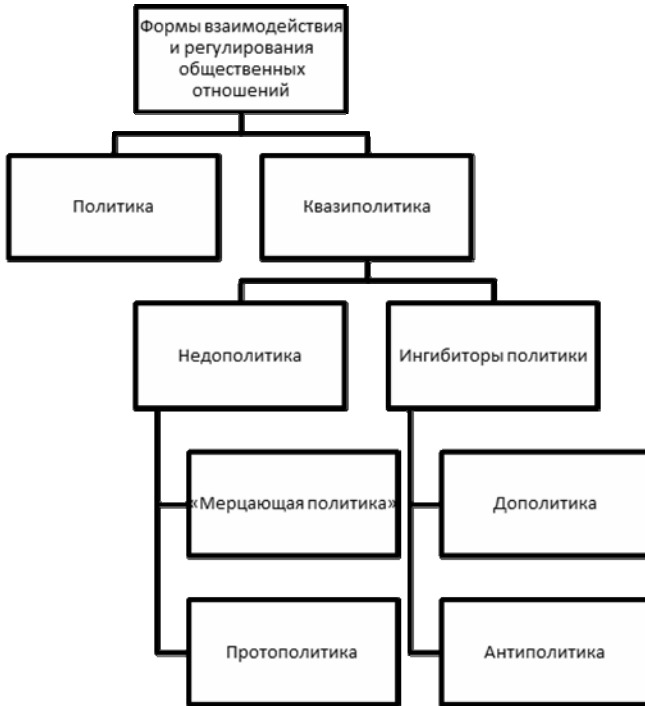 Формы взаимодействия
и регулирования
общественных
отношений
Политика
Квазиполитика
Недополитика
Ингибиторы политики
«Мерцающая политика»
Дополитика
Протополитика
Антиполитика